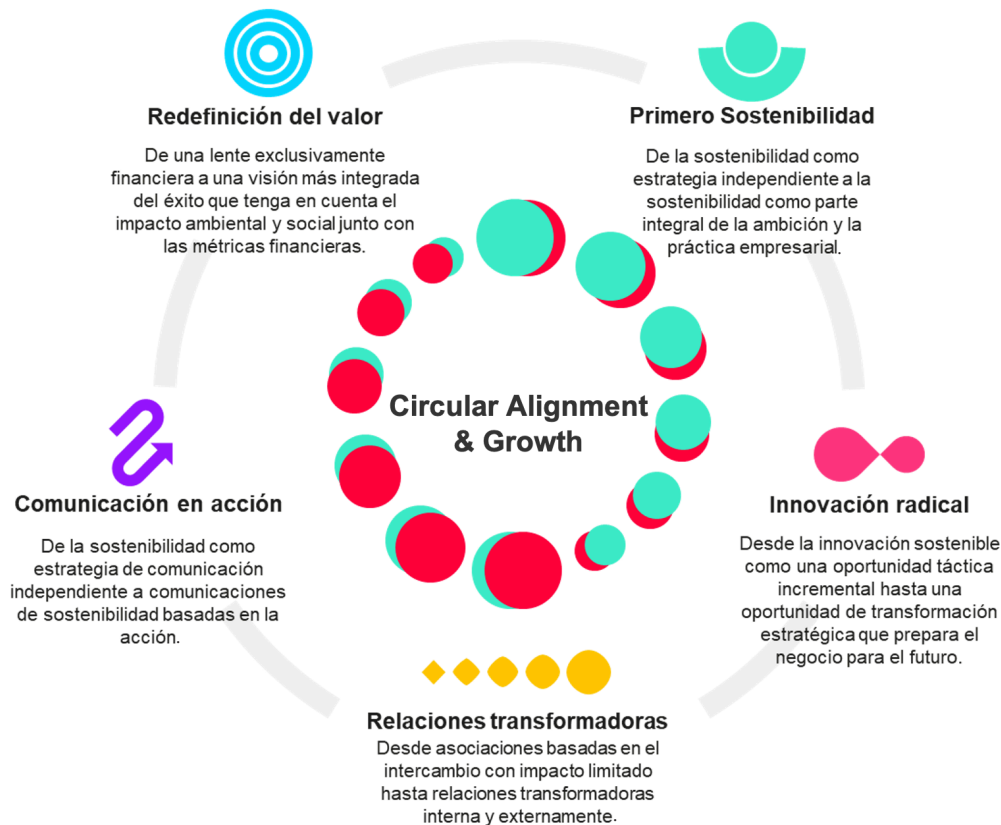 Redefinición del valor
De una lente exclusivamente
financiera a una visión más integrada
del éxito que tenga en cuenta el
impacto ambiental y social junto con
las métricas financieras.
Primero Sostenibilidad
De la sostenibilidad como
estrategia independiente a la
sostenibilidad como parte
integral de la ambición y la
práctica empresarial.
Circular Alignment
& Growth
Comunicación en acción
De la sostenibilidad como
estrategia de comunicación
independiente a comunicaciones
de sostenibilidad basadas en la
acción.
Innovación radical
Desde la innovación sostenible
como una oportunidad táctica
incremental hasta una
oportunidad de transformación
estratégica que prepara el
negocio para el futuro.
Relaciones transformadoras
Desde asociaciones basadas en el
intercambio con impacto limitado
hasta relaciones transformadoras
interna y externamente.